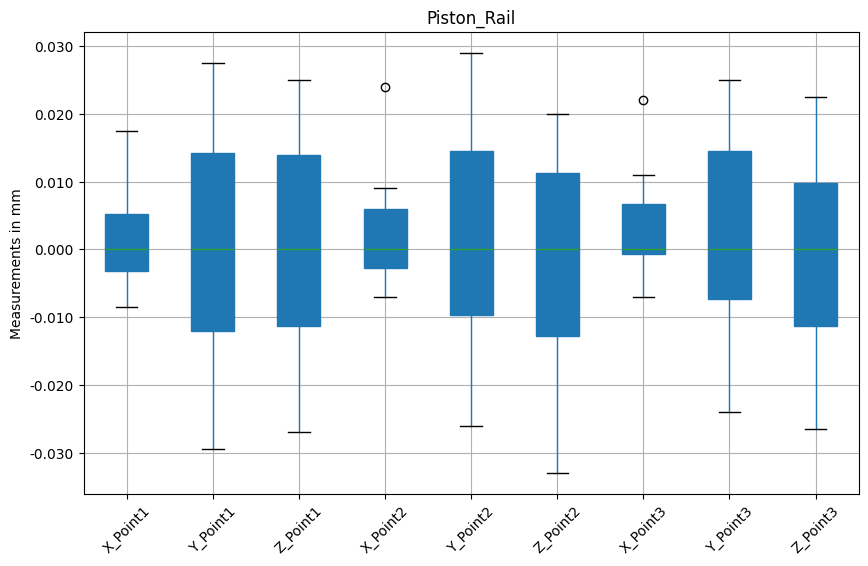 Piston_Rail
Measurements in mm
0.030
0.020
0.010
0.000
-0.010
-0.020
-0.030
X_Point1
Y_Point1
Z_Point1
X_Point2
Y_Point2
Z_Point2
X_Point3
Y_Point3
Z_Point3